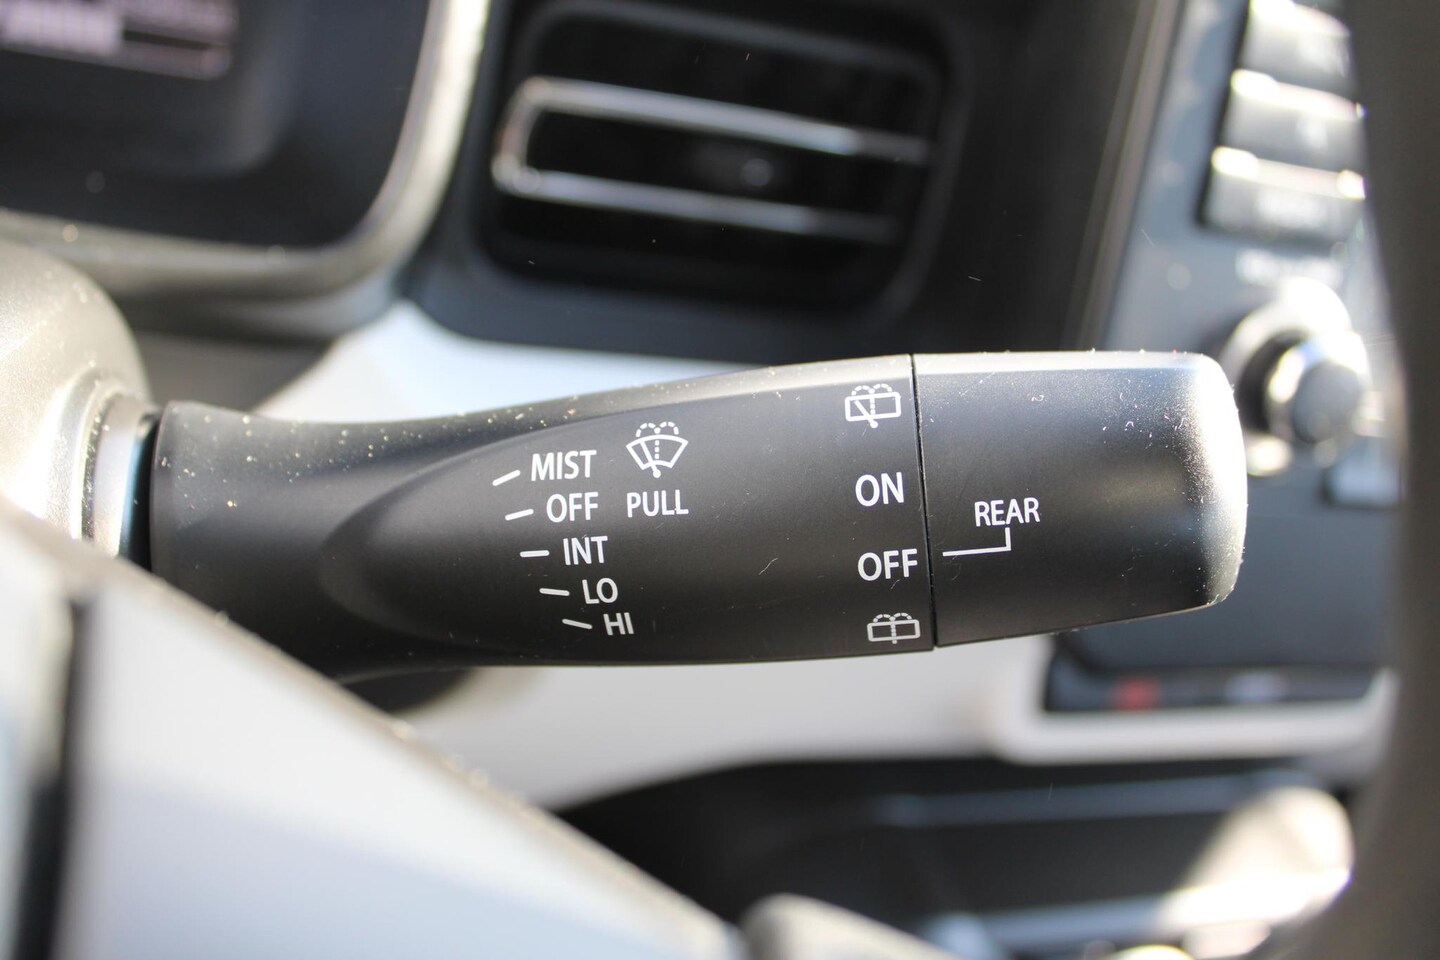 MIST
OFF
INT
LO
HI
PULL
ON
OFF
REAR